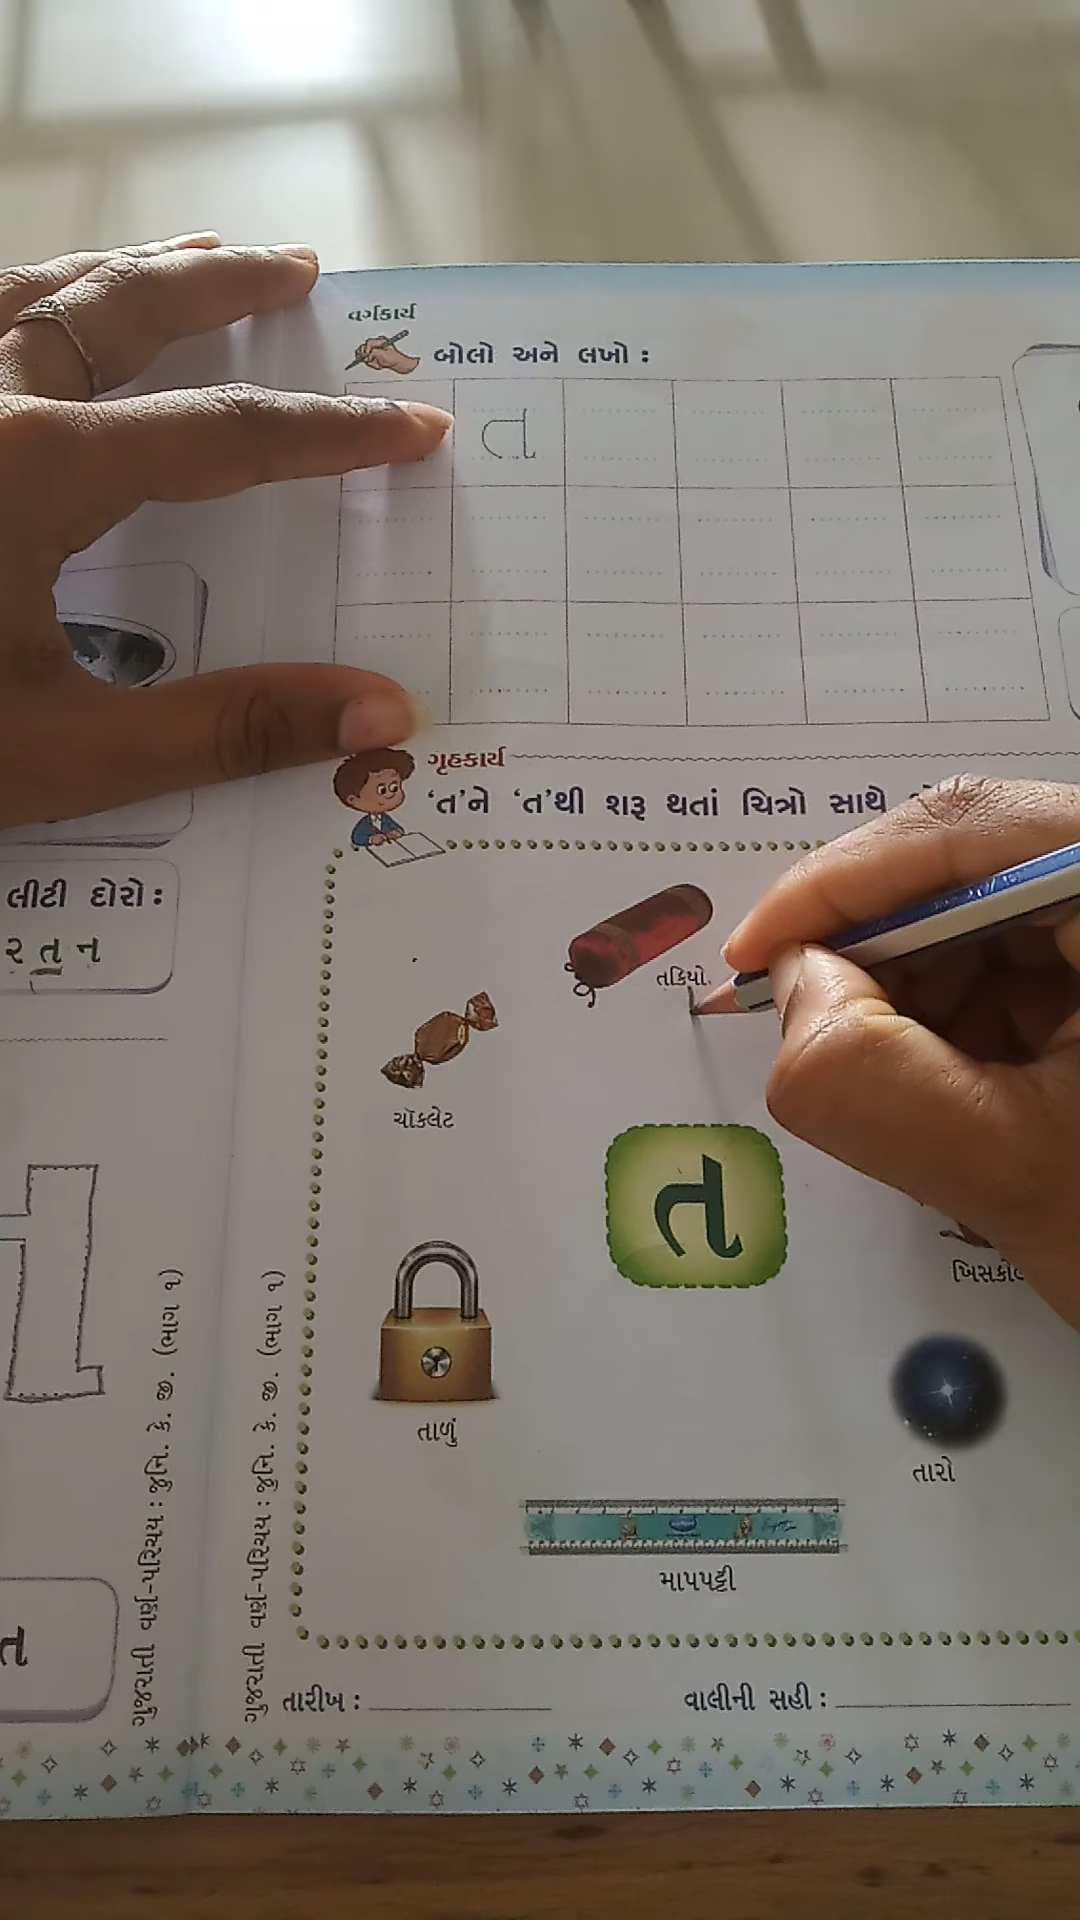 વર્ગકાર્ય
બોલો અને લખો :
ત
ગૃહકાર્ય
‘ત’ને ‘ત’થી શરૂ થતાં ચિત્રો સાથે
તકિયો
ચૉકલેટ
ત
તાળું
તારો
માપપટ્ટી
તારીખ :
વાલીની સહી :
લીટી દોરો :
ર ત ન
ત
ગુજરાતી વર્ણ-પરિચય : જુનિ. કે. જી. (ભાગ ૧)
ગુજરાતી વર્ણ-પરિચય : જુનિ. કે. જી. (ભાગ ૧)